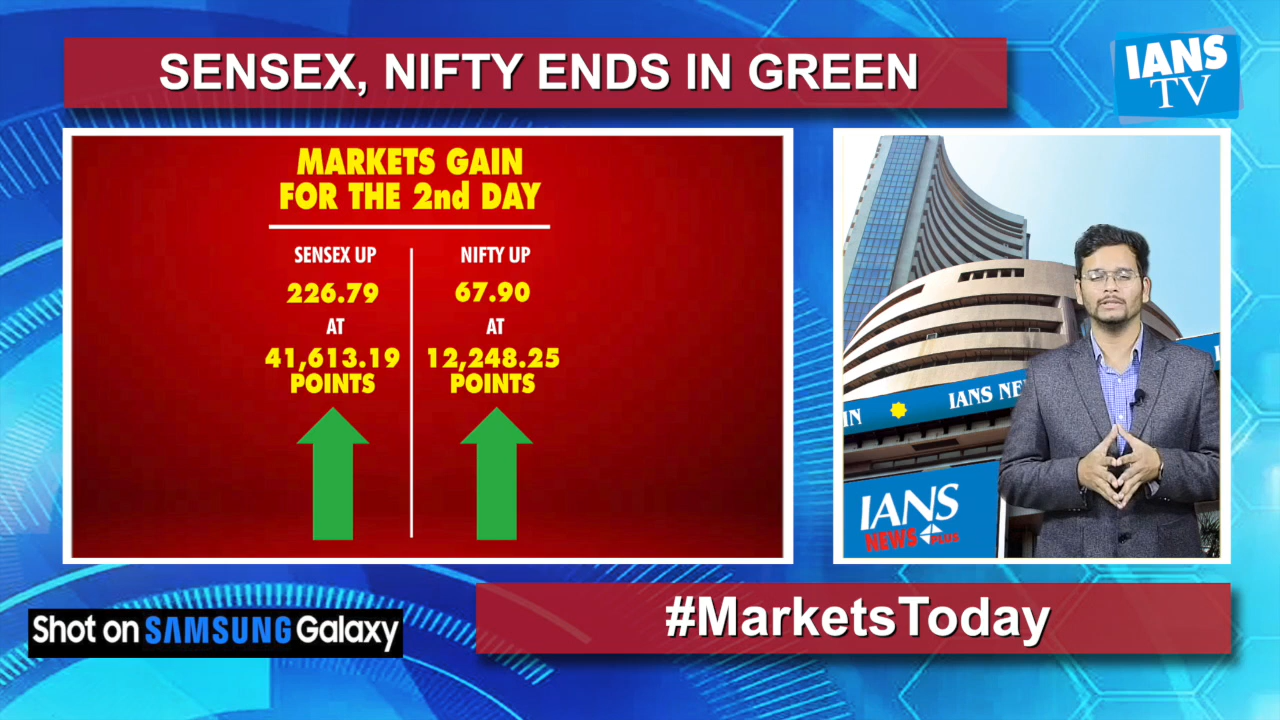 SENSEX, NIFTY ENDS IN GREEN
IANS
TV
MARKETS GAIN
FOR THE 2nd DAY
SENSEX UP
226.79
AT
41,613.19
POINTS
NIFTY UP
67.90
AT
12,248.25
POINTS
IN
IANS NE
IANS
NEWS PLUS
Shot on SAMSUNG Galaxy
#MarketsToday